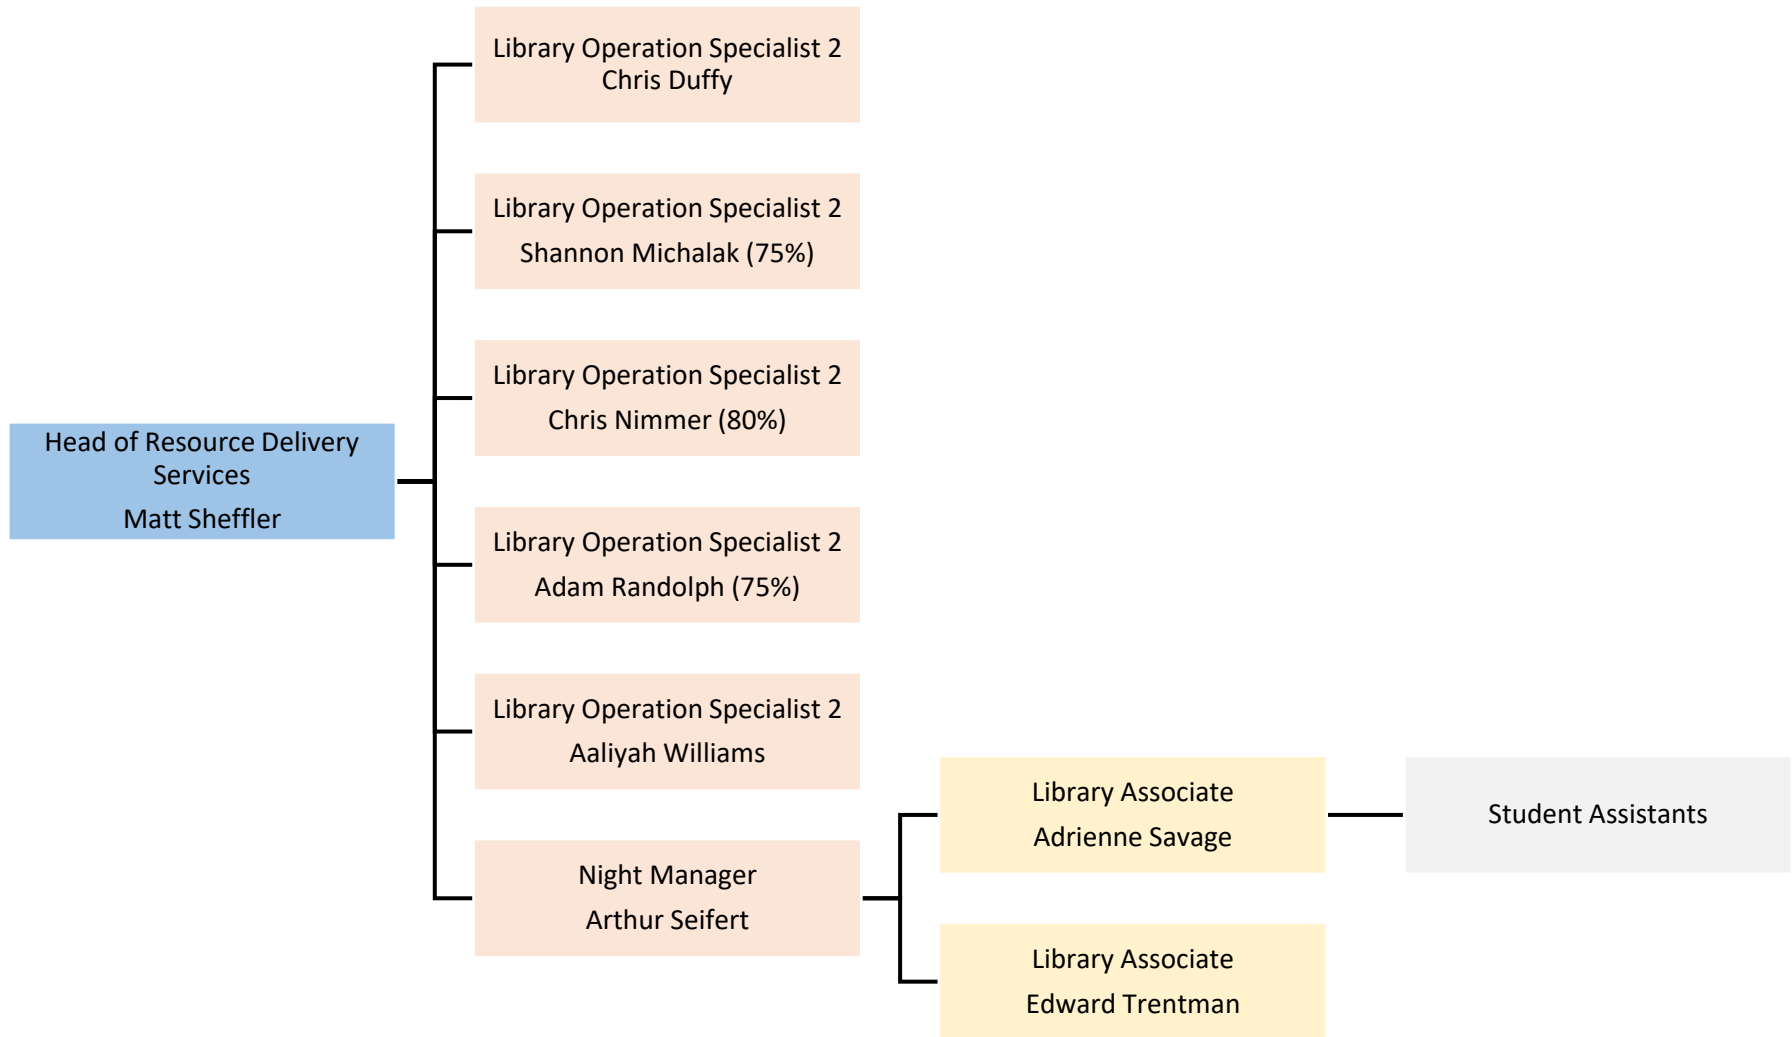 Library Operation Specialist 2
Chris Duffy
Library Operation Specialist 2
Shannon Michalak (75%)
Library Operation Specialist 2
Chris Nimmer (80%)
Head of Resource Delivery
Services
Matt Sheffler
Library Operation Specialist 2
Adam Randolph (75%)
Library Operation Specialist 2
Aaliyah Williams
Night Manager
Arthur Seifert
Library Associate
Adrienne Savage
Student Assistants
Library Associate
Edward Trentman